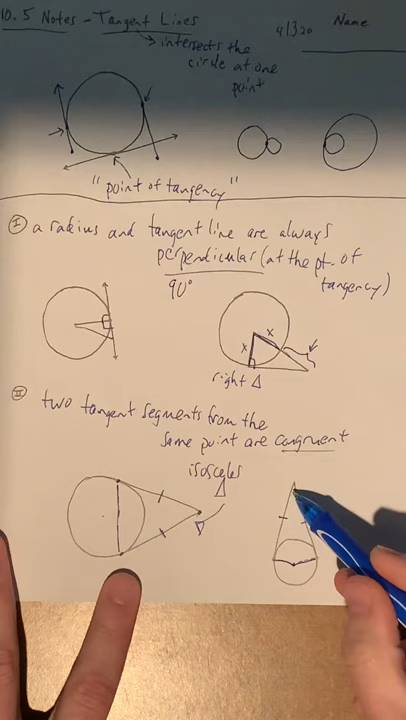 10.5 Notes - Tangent Lines
4/3 20
Name
intersects the
circle at one
point
"point of tangency"
I a radius and tangent line are always
perpendicular (at the pt. of
tangency)
90°
x
x
right Δ
II two tangent segments from the
same point are congruent
isosceles
Δ